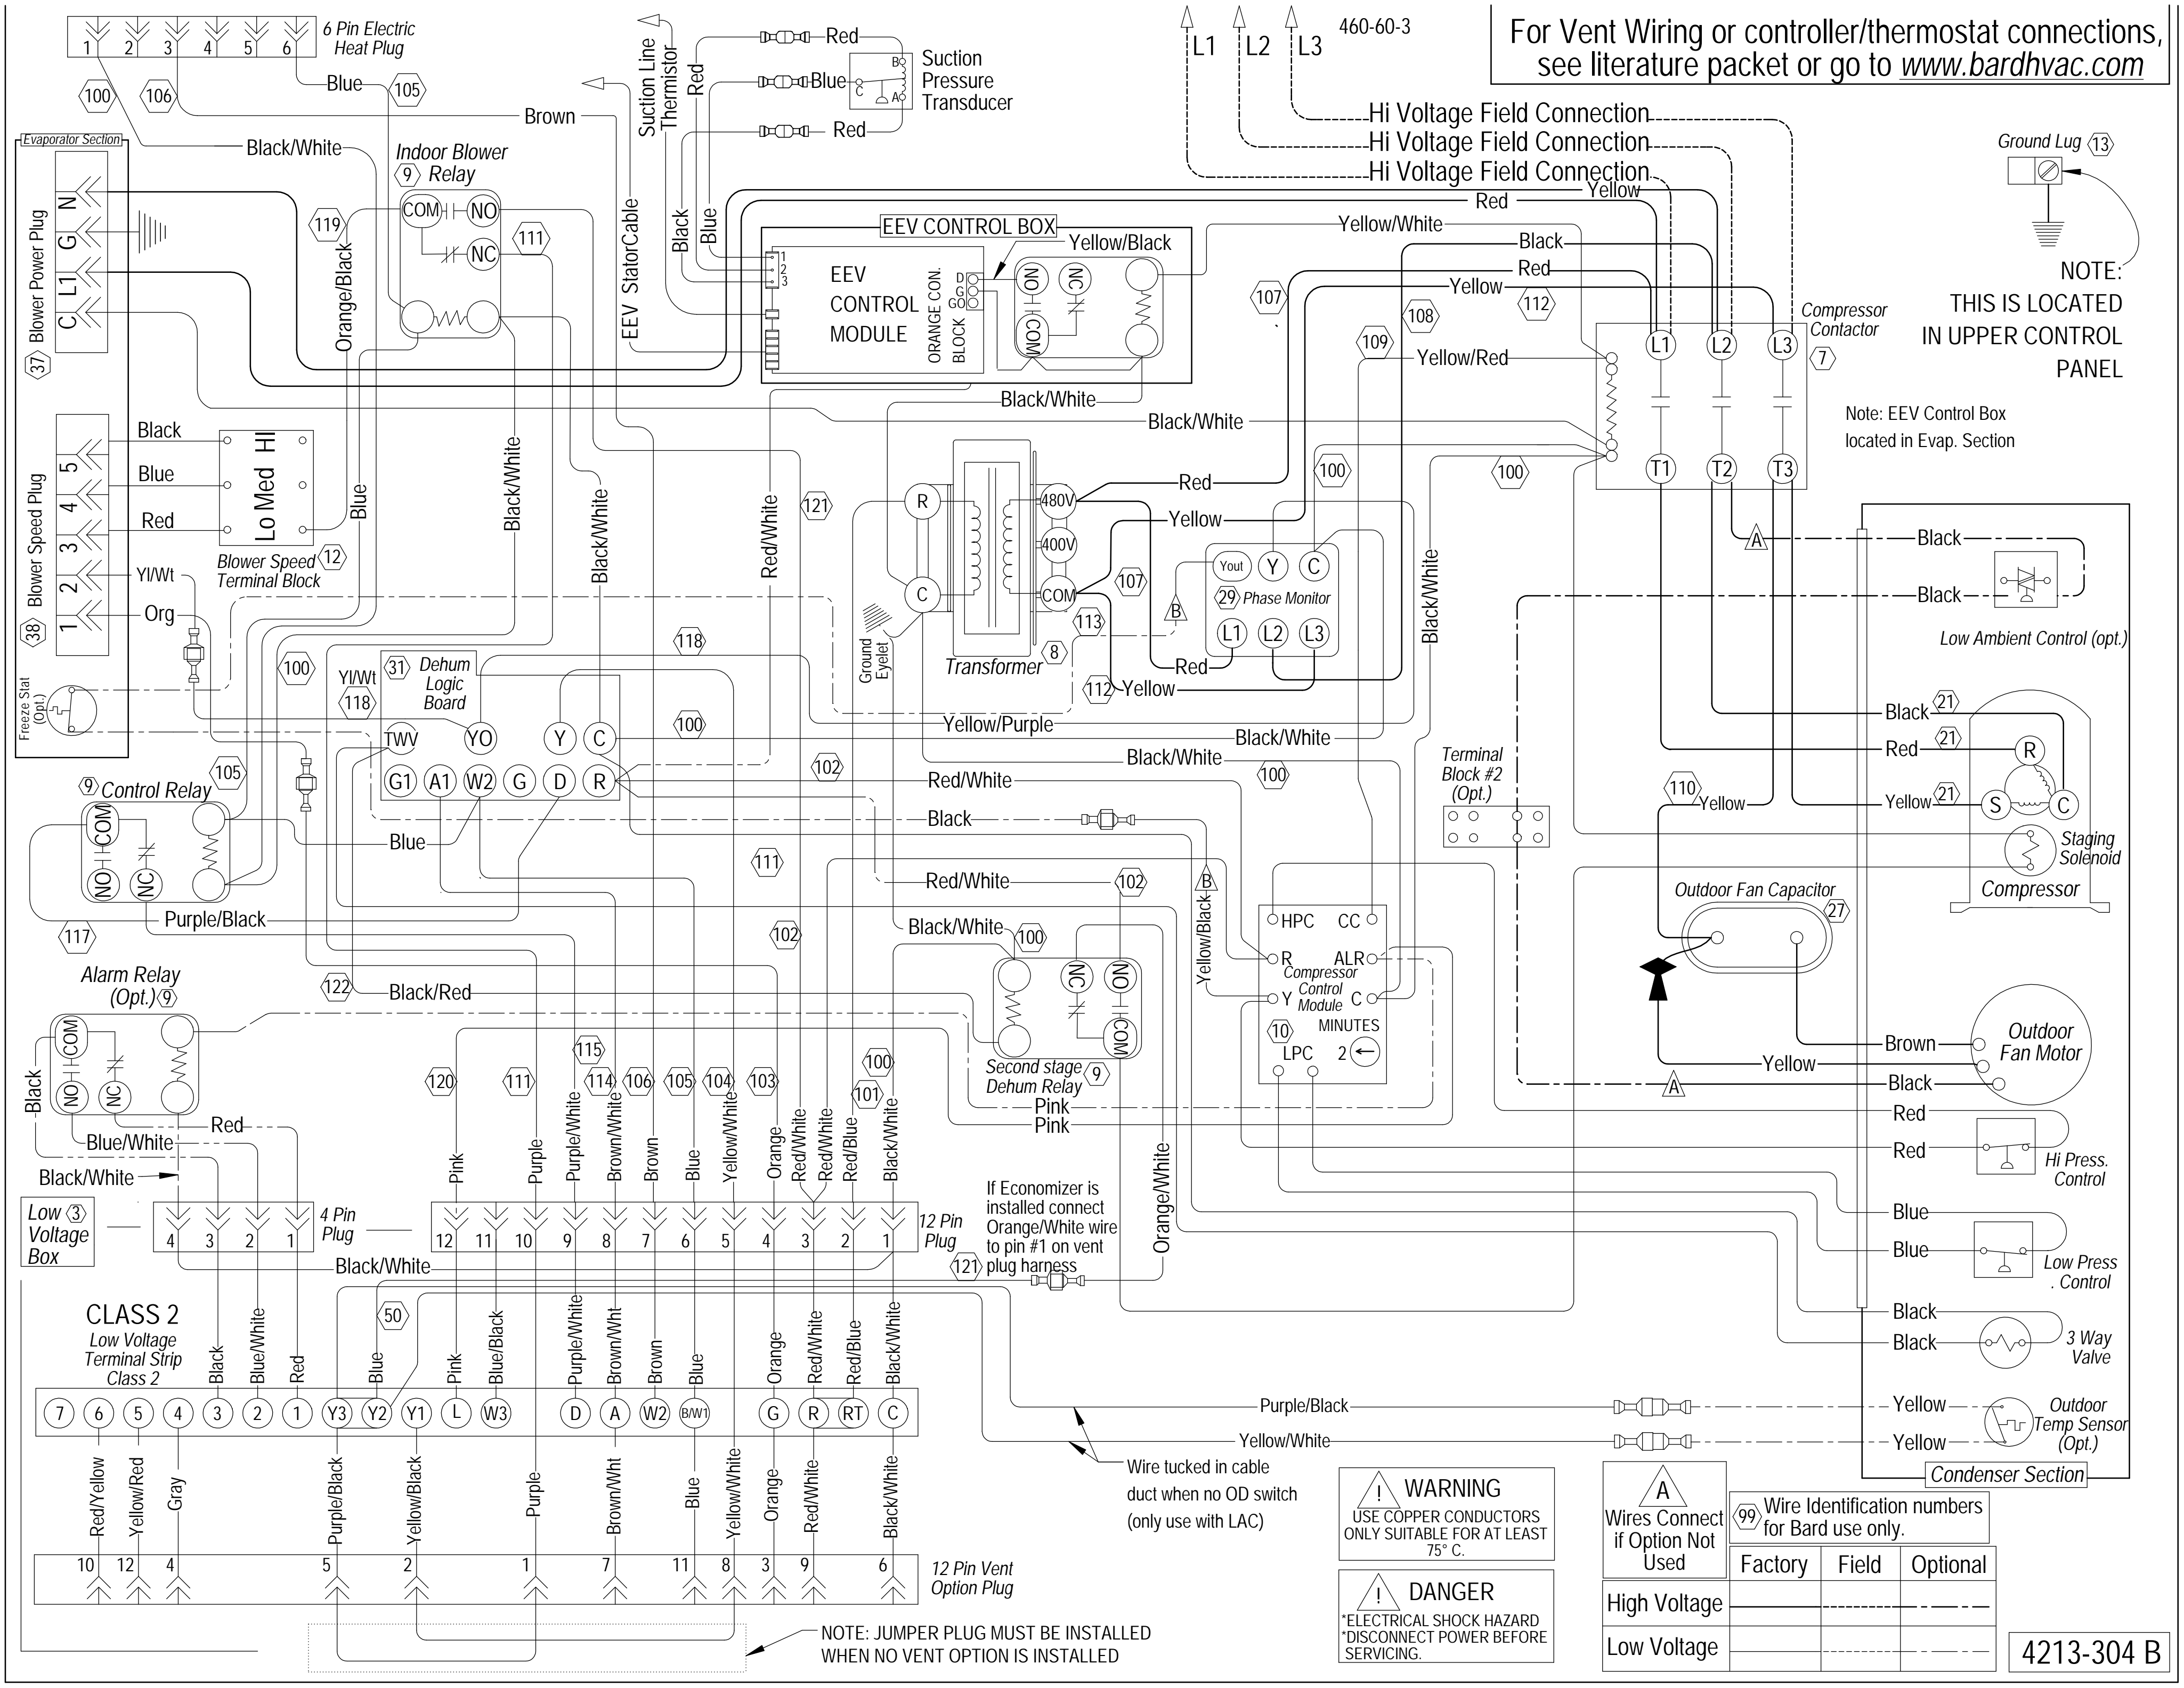 6 Pin Electric
Heat Plug
1 2 3 4 5 6
100
106
Blue
105
Brown
Black/White
Evaporator Section
Indoor Blower
9 Relay
COM NO
NC
119
111
Orange/Black
N
G
L1
C
Blower Power Plug
37
Suction Line
Thermistor
EEV StatorCable
Red
Blue
Red
Red
Black
Blue
B
C
A
Suction
Pressure
Transducer
L1
L2
L3
460-60-3
For Vent Wiring or controller/thermostat connections,
see literature packet or go to www.bardhvac.com
Hi Voltage Field Connection
Hi Voltage Field Connection
Hi Voltage Field Connection
Yellow
Red
Ground Lug 13
NOTE:
THIS IS LOCATED
IN UPPER CONTROL
PANEL
EEV CONTROL BOX
Yellow/Black
1
2
3
EEV
CONTROL
MODULE
ORANGE CON.
BLOCK
D
G
GO
NO
NC
COM
Yellow/White
Black
Red
Yellow
107
112
108
109
Yellow/Red
Compressor
Contactor
7
L1 L2 L3
T1 T2 T3
Note: EEV Control Box
located in Evap. Section
Black/White
Black/White
100
100
Blower Speed Plug
38
5
4
3
2
1
Black
Blue
Red
Yl/Wt
Org
HI
Med
Lo
Blower Speed
Terminal Block
12
Blue
Black/White
Black/White
Red/White
121
R
C
480V
400V
COM
Transformer 8
Ground
Eyelet
Red
Yellow
107
113
Red
112 Yellow
B
Yout Y C
29 Phase Monitor
L1 L2 L3
Black/White
A
Black
Black
Low Ambient Control (opt.)
Freeze Stat
(Opt.)
100
Yl/Wt
118
31 Dehum
Logic
Board
TWV YO Y C
G1 A1 W2 G D R
118
100
Yellow/Purple
Black/White
Black/White
102
Red/White
100
Black
Terminal
Block #2
(Opt.)
110
Yellow
Black 21
Red 21
Yellow 21
R
S C
Staging
Solenoid
Compressor
105
9 Control Relay
COM
NO NC
Blue
Purple/Black
117
111
Red/White
102
B
Yellow/Black
Outdoor Fan Capacitor
27
102
Black/White
100
NC NO
COM
Second stage
Dehum Relay 9
HPC CC
R ALR
Compressor
Control
Module
Y C
10 MINUTES
LPC 2
Alarm Relay
(Opt.) 9
COM
NO NC
122
Black/Red
Brown
Yellow
Black
A
Outdoor
Fan Motor
Black
Red
Blue/White
Black/White
120
111
115
114
106
105
104
103
101
100
Pink
Pink
Pink
Purple
Purple/White
Brown/White
Brown
Blue
Yellow/White
Orange
Red/White
Red/White
Red/Blue
Black/White
Red
Red
Hi Press.
Control
Blue
Blue
Low Press
. Control
Black
Black
3 Way
Valve
Low 3
Voltage
Box
4 3 2 1
4 Pin
Plug
12 11 10 9 8 7 6 5 4 3 2 1
12 Pin
Plug
Black/White
If Economizer is
installed connect
Orange/White wire
to pin #1 on vent
plug harness
121
Orange/White
CLASS 2
Low Voltage
Terminal Strip
Class 2
50
Black
Blue/White
Red
Blue
Pink
Blue/Black
Purple/White
Brown/Wht
Brown
Blue
Orange
Red/White
Red/Blue
Black/White
7 6 5 4 3 2 1 Y3 Y2 Y1 L W3 D A W2 B/W1 G R RT C
Red/Yellow
Yellow/Red
Gray
Purple/Black
Yellow/Black
Purple
Brown/Wht
Blue
Yellow/White
Orange
Red/White
Black/White
10 12 4 5 2 1 7 11 8 3 9 6
12 Pin Vent
Option Plug
NOTE: JUMPER PLUG MUST BE INSTALLED
WHEN NO VENT OPTION IS INSTALLED
Purple/Black
Yellow/White
Wire tucked in cable
duct when no OD switch
(only use with LAC)
Yellow
Yellow
Outdoor
Temp Sensor
(Opt.)
Condenser Section
! WARNING
USE COPPER CONDUCTORS
ONLY SUITABLE FOR AT LEAST
75° C.
! DANGER
*ELECTRICAL SHOCK HAZARD
*DISCONNECT POWER BEFORE
SERVICING.
A
Wires Connect
if Option Not
Used
99 Wire Identification numbers
for Bard use only.
Factory Field Optional
High Voltage
Low Voltage
4213-304 B